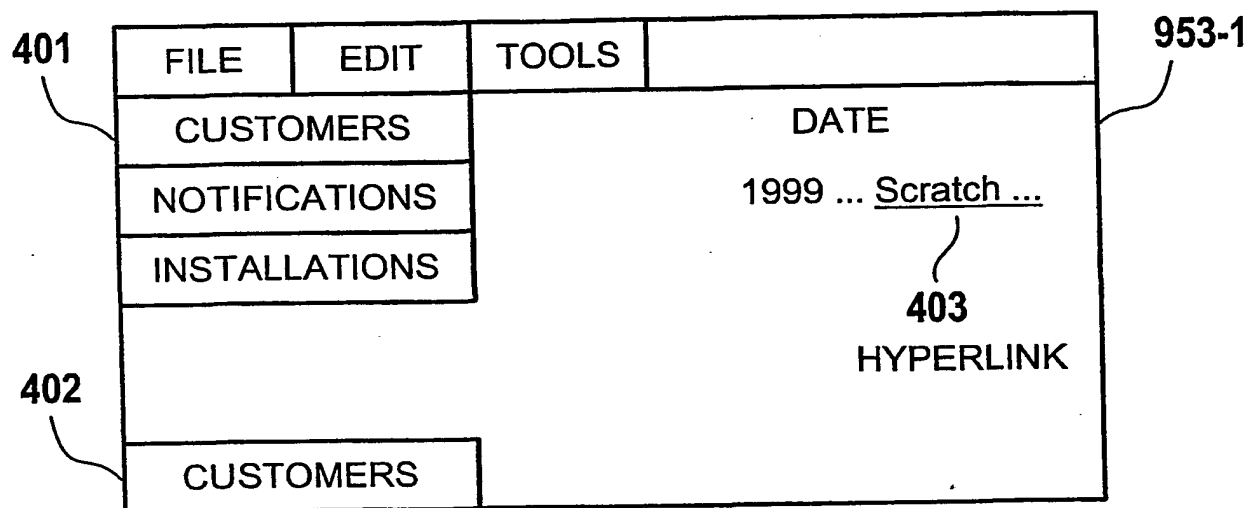 401 FILE EDIT TOOLS 953-1
CUSTOMERS DATE
NOTIFICATIONS 1999 ... Scratch ...
INSTALLATIONS
403
HYPERLINK
402
CUSTOMERS